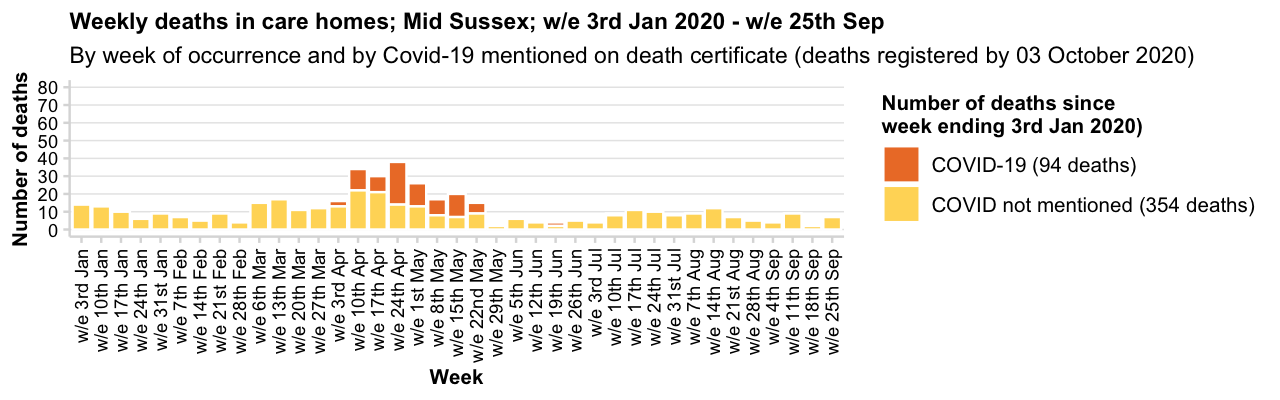 Weekly deaths in care homes; Mid Sussex; w/e 3rd Jan 2020 - w/e 25th Sep
By week of occurrence and by Covid-19 mentioned on death certificate (deaths registered by 03 October 2020)
Number of deaths
80
70
60
50
40
30
20
10
0
w/e 3rd Jan
w/e 10th Jan
w/e 17th Jan
w/e 24th Jan
w/e 31st Jan
w/e 7th Feb
w/e 14th Feb
w/e 21st Feb
w/e 28th Feb
w/e 6th Mar
w/e 13th Mar
w/e 20th Mar
w/e 27th Mar
w/e 3rd Apr
w/e 10th Apr
w/e 17th Apr
w/e 24th Apr
w/e 1st May
w/e 8th May
w/e 15th May
w/e 22nd May
w/e 29th May
w/e 5th Jun
w/e 12th Jun
w/e 19th Jun
w/e 26th Jun
w/e 3rd Jul
w/e 10th Jul
w/e 17th Jul
w/e 24th Jul
w/e 31st Jul
w/e 7th Aug
w/e 14th Aug
w/e 21st Aug
w/e 28th Aug
w/e 4th Sep
w/e 11th Sep
w/e 18th Sep
w/e 25th Sep
Week
Number of deaths since
week ending 3rd Jan 2020)
COVID-19 (94 deaths)
COVID not mentioned (354 deaths)